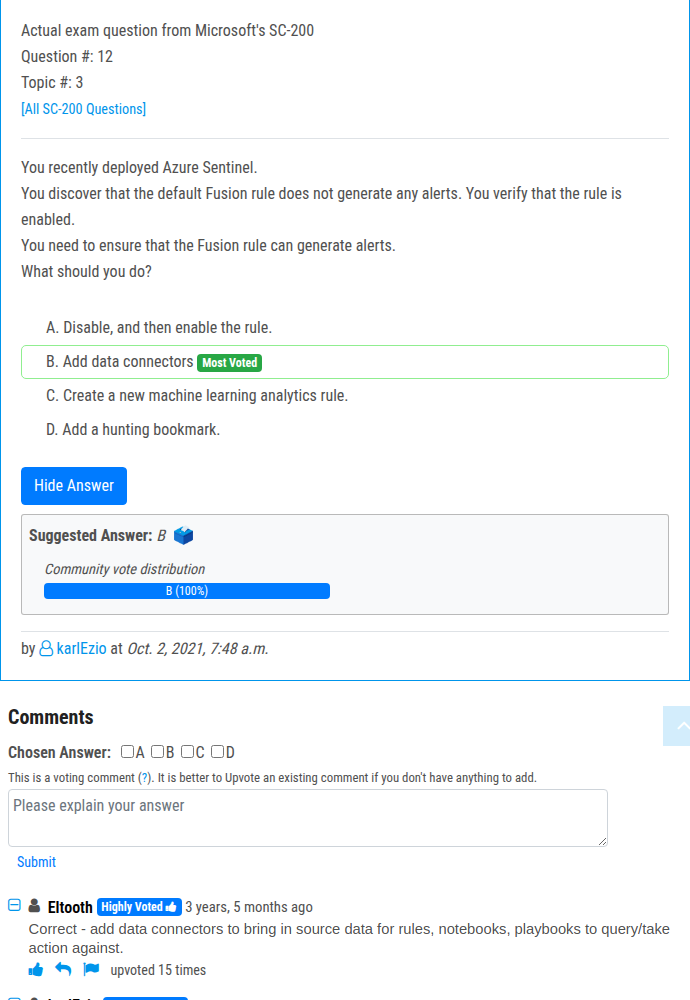 Actual exam question from Microsoft's SC-200
Question #: 12
Topic #: 3
[All SC-200 Questions]
You recently deployed Azure Sentinel.
You discover that the default Fusion rule does not generate any alerts. You verify that the rule is
enabled.
You need to ensure that the Fusion rule can generate alerts.
What should you do?
A. Disable, and then enable the rule.
B. Add data connectors Most Voted
C. Create a new machine learning analytics rule.
D. Add a hunting bookmark.
Hide Answer
Suggested Answer: B
Community vote distribution
B (100%)
by karlEzio at Oct. 2, 2021, 7:48 a.m.
Comments
Chosen Answer: A B C D
This is a voting comment (?). It is better to Upvote an existing comment if you don't have anything to add.
Please explain your answer
Submit
Eltooth Highly Voted 3 years, 5 months ago
Correct - add data connectors to bring in source data for rules, notebooks, playbooks to query/take
action against.
upvoted 15 times